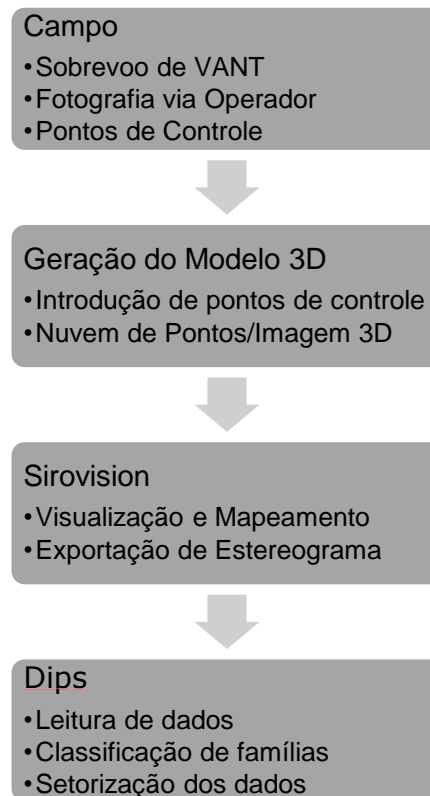 Campo
•Sobrevoo de VANT
•Fotografia via Operador
•Pontos de Controle
Geração do Modelo 3D
•Introdução de pontos de controle
•Nuvem de Pontos/Imagem 3D
Sirovision
•Visualização e Mapeamento
•Exportação de Estereograma
Dips
•Leitura de dados
•Classificação de famílias
•Setorização dos dados